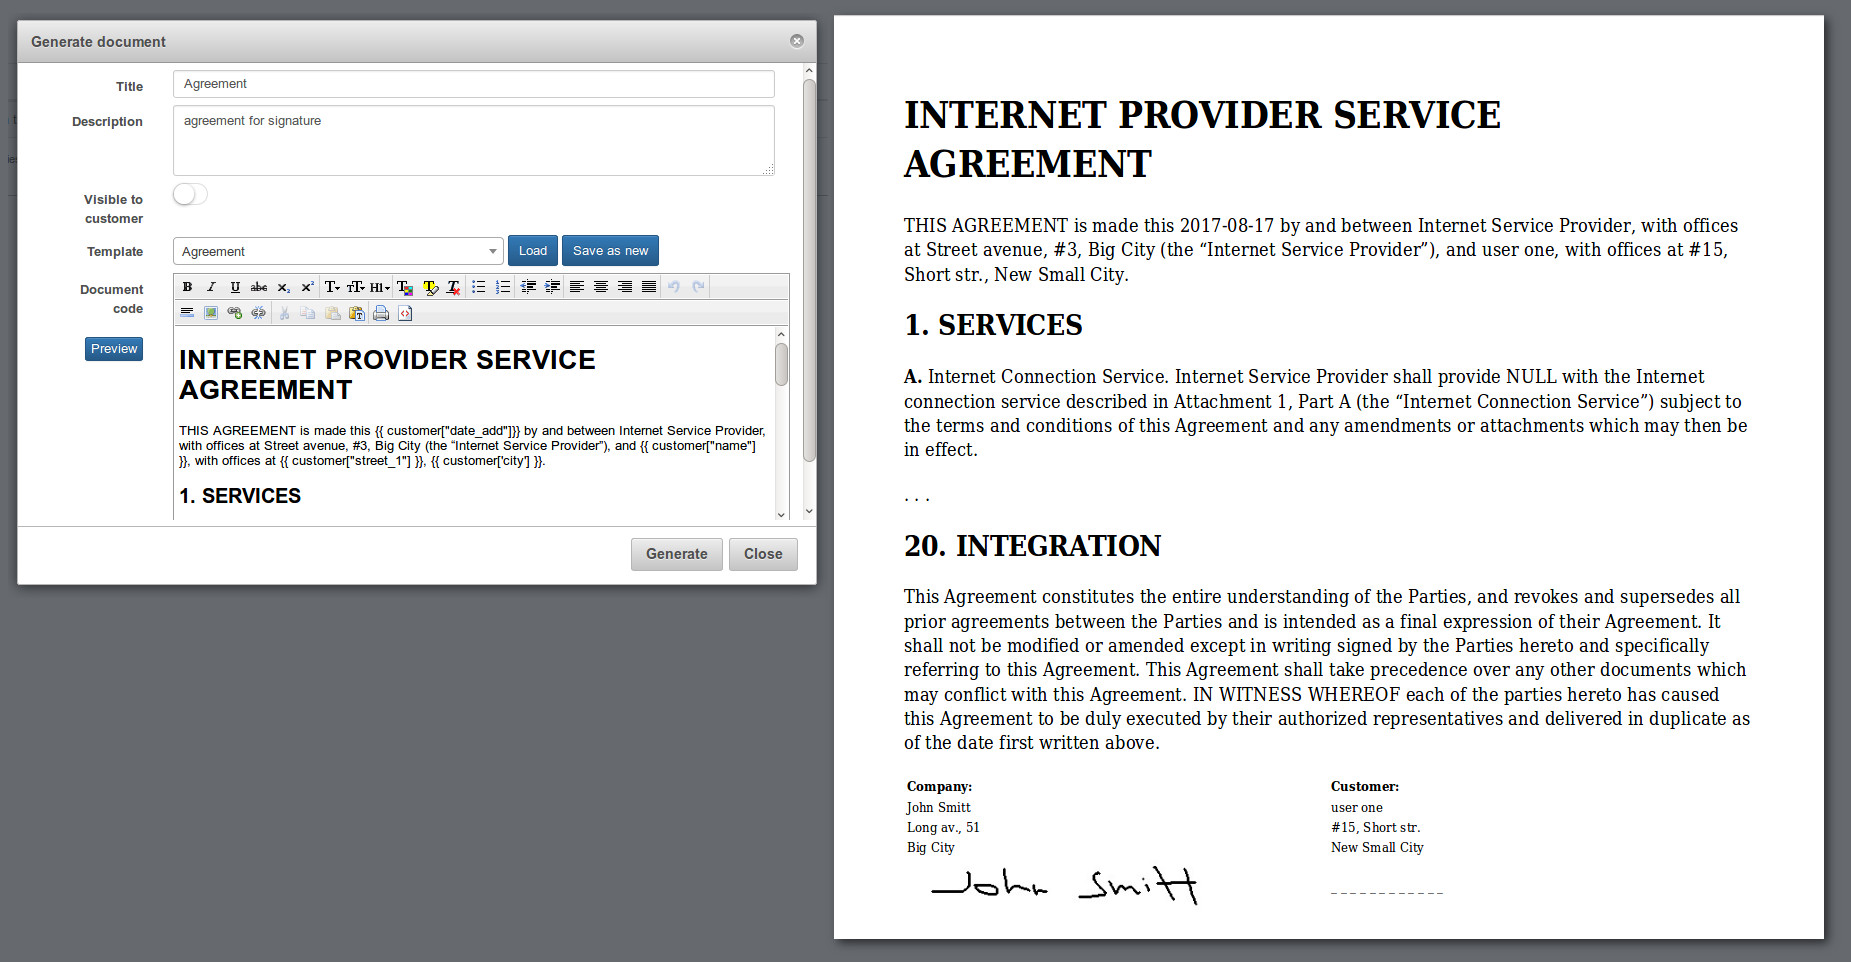 Generate document
Title
Agreement
Description
agreement for signature
Visible to
customer
Template
Agreement
Load
Save as new
Document
code
Preview
INTERNET PROVIDER SERVICE
AGREEMENT
THIS AGREEMENT is made this {{ customer["date_add"]}} by and between Internet Service Provider,
with offices at Street avenue, #3, Big City (the “Internet Service Provider”), and {{ customer["name"]
}}, with offices at {{ customer["street_1"] }}, {{ customer['city'] }}.
1. SERVICES
Generate
Close
INTERNET PROVIDER SERVICE
AGREEMENT
THIS AGREEMENT is made this 2017-08-17 by and between Internet Service Provider, with offices
at Street avenue, #3, Big City (the “Internet Service Provider”), and user one, with offices at #15,
Short str., New Small City.
1. SERVICES
A. Internet Connection Service. Internet Service Provider shall provide NULL with the Internet
connection service described in Attachment 1, Part A (the “Internet Connection Service”) subject to
the terms and conditions of this Agreement and any amendments or attachments which may then be
in effect.
. . .
20. INTEGRATION
This Agreement constitutes the entire understanding of the Parties, and revokes and supersedes all
prior agreements between the Parties and is intended as a final expression of their Agreement. It
shall not be modified or amended except in writing signed by the Parties hereto and specifically
referring to this Agreement. This Agreement shall take precedence over any other documents which
may conflict with this Agreement. IN WITNESS WHEREOF each of the parties hereto has caused
this Agreement to be duly executed by their authorized representatives and delivered in duplicate as
of the date first written above.
Company:
John Smitt
Long av., 51
Big City
John Smitt
Customer:
user one
#15, Short str.
New Small City
_ _ _ _ _ _ _ _ _ _ _ _